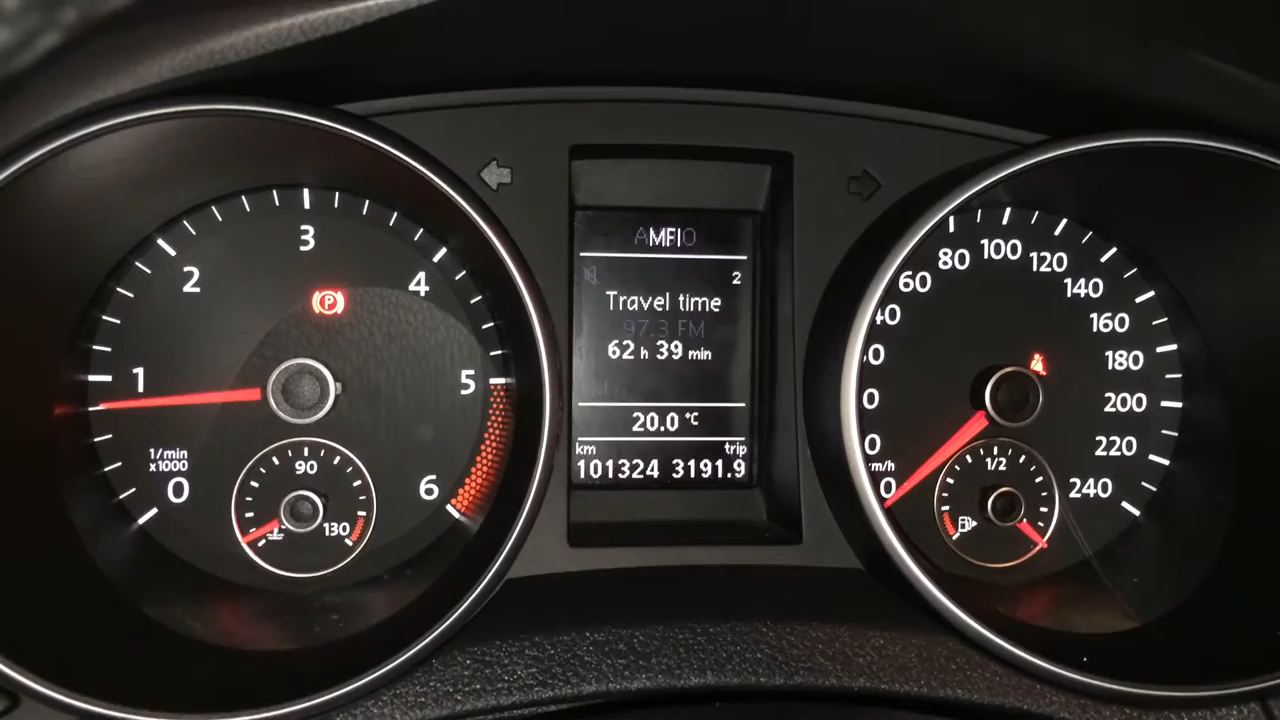 0
1
2
3
4
5
6
1/min
x1000
90
130
P
MFI
2
Travel time
97.3 FM
62 h 39 min
20.0 °C
km trip
101324 3191.9
0
60
80
100
120
140
160
180
200
220
240
1/2